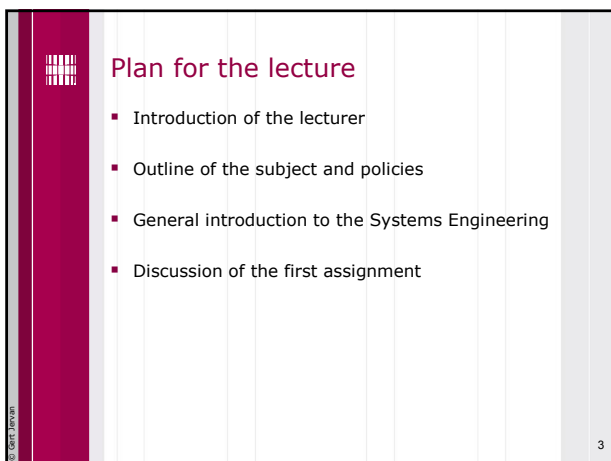 Plan for the lecture
▪ Introduction of the lecturer
▪ Outline of the subject and policies
▪ General introduction to the Systems Engineering
▪ Discussion of the first assignment
© Gert Jervan
3